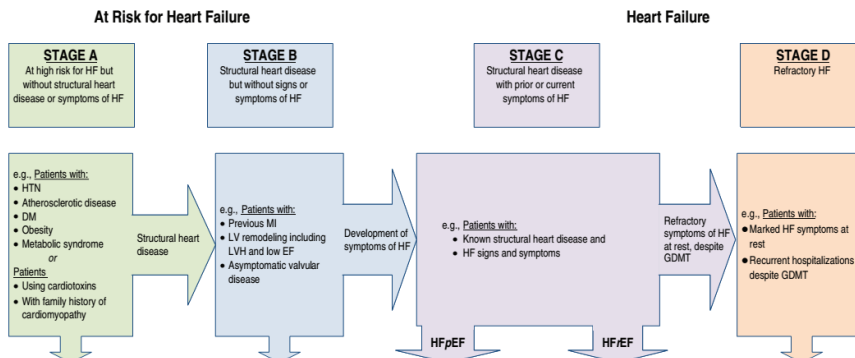 At Risk for Heart Failure
Heart Failure
STAGE A
At high risk for HF but
without structural heart
disease or symptoms of HF
STAGE B
Structural heart disease
but without signs or
symptoms of HF
STAGE C
Structural heart disease
with prior or current
symptoms of HF
STAGE D
Refractory HF
e.g., Patients with:
• HTN
• Atherosclerotic disease
• DM
• Obesity
• Metabolic syndrome
or
Patients
• Using cardiotoxins
• With family history of
cardiomyopathy
Structural heart
disease
e.g., Patients with:
• Previous MI
• LV remodeling including
LVH and low EF
• Asymptomatic valvular
disease
Development of
symptoms of HF
e.g., Patients with:
• Known structural heart disease and
• HF signs and symptoms
HFpEF
HFrEF
Refractory
symptoms of HF
at rest, despite
GDMT
e.g., Patients with:
• Marked HF symptoms at
rest
• Recurrent hospitalizations
despite GDMT